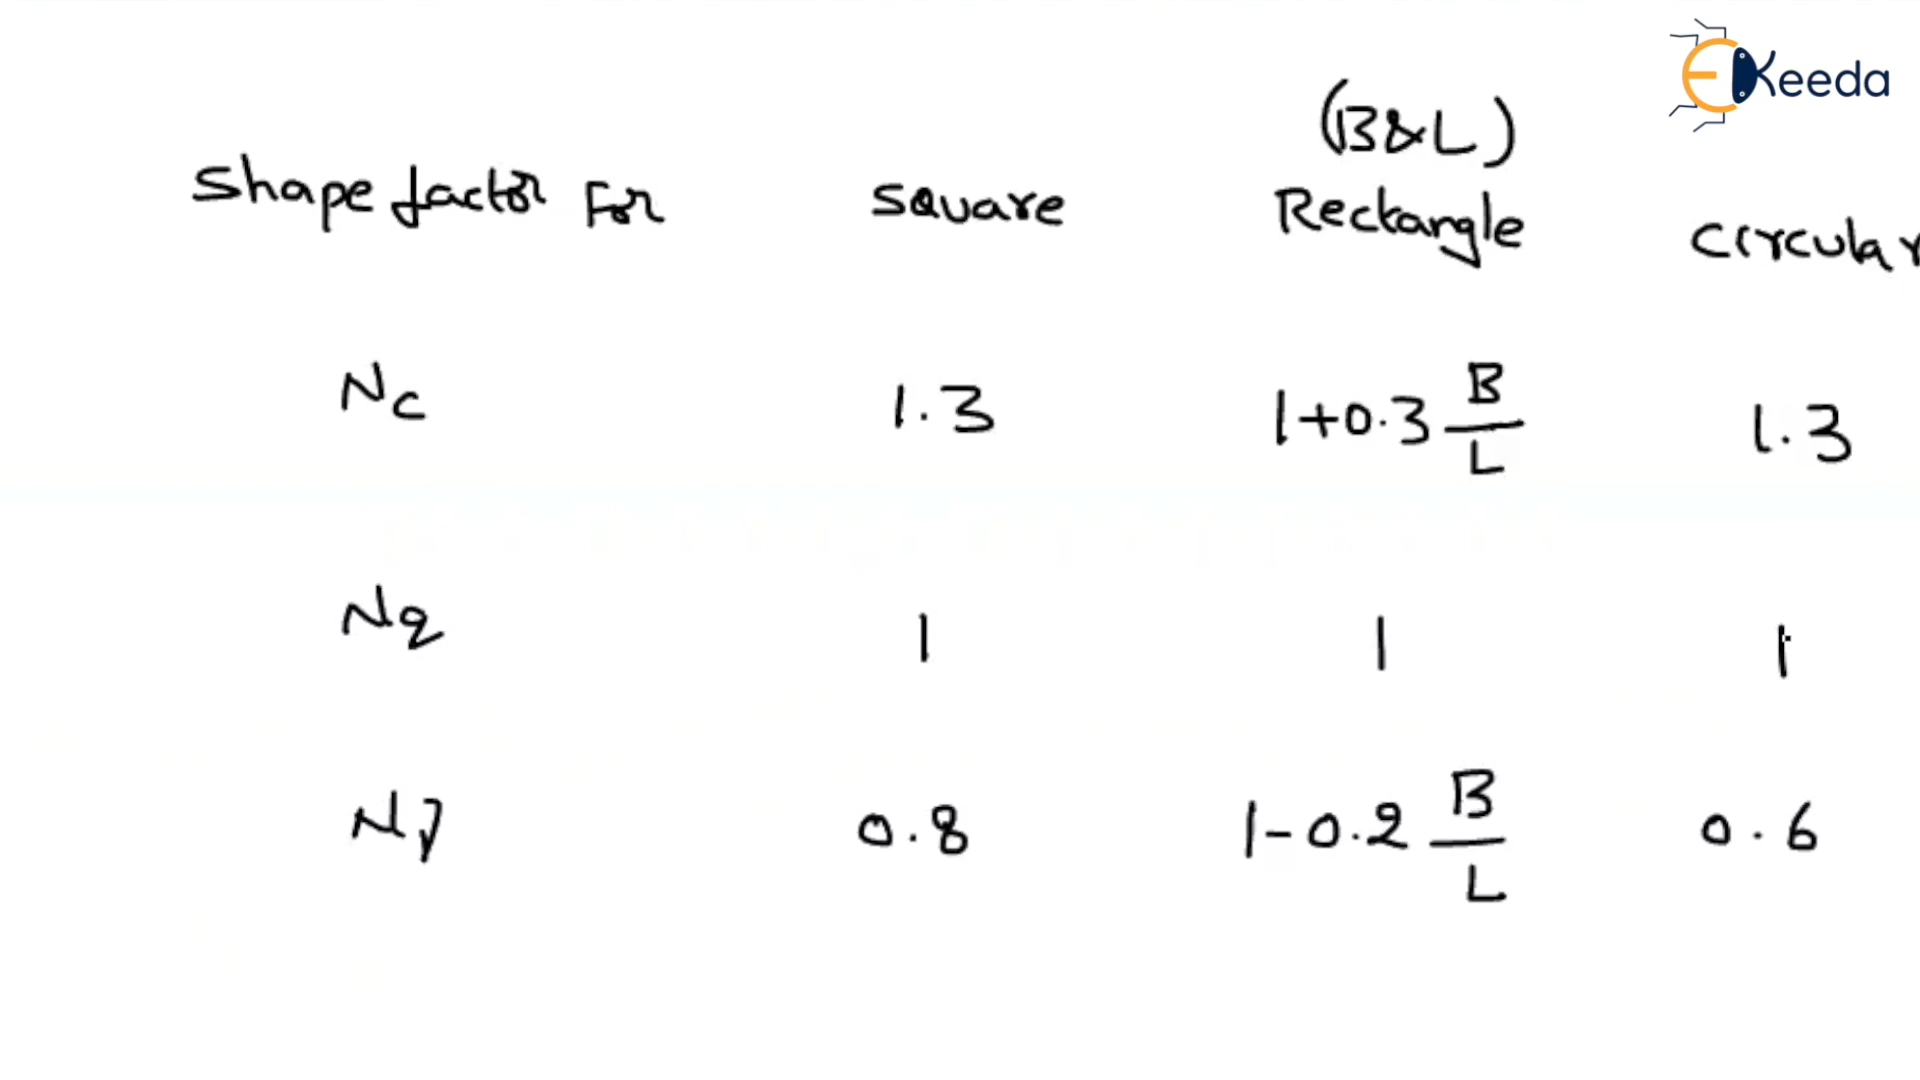 EKeeda
(B&L)
Shape factor For square Rectangle circular
Nc 1.3 1+0.3 B/L 1.3
Nq 1 1 1
Nγ 0.8 1-0.2 B/L 0.6